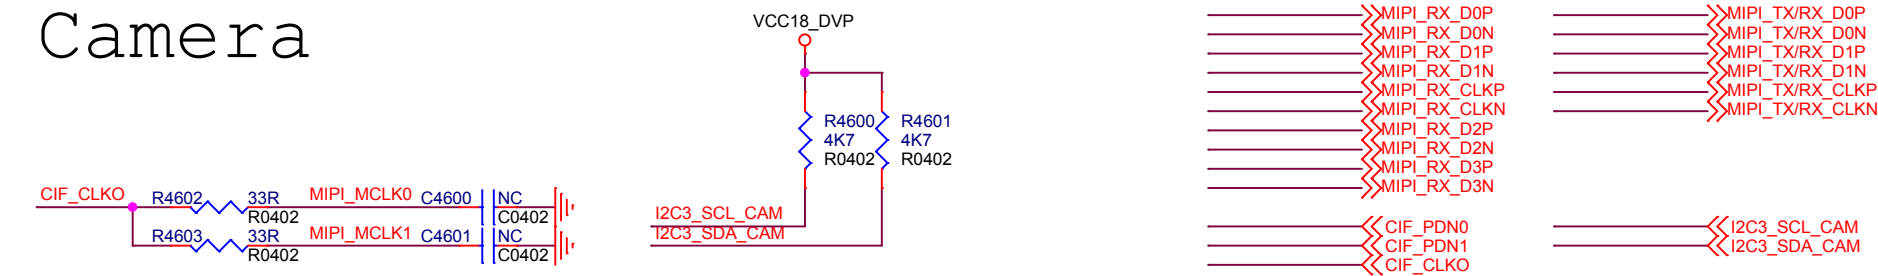 Camera
VCC18_DVP
R4600
4K7
R0402
R4601
4K7
R0402
CIF_CLKO
R4602
33R
R0402
MIPI_MCLK0
C4600
NC
C0402
R4603
33R
R0402
MIPI_MCLK1
C4601
NC
C0402
I2C3_SCL_CAM
I2C3_SDA_CAM
MIPI_RX_D0P
MIPI_RX_D0N
MIPI_RX_D1P
MIPI_RX_D1N
MIPI_RX_CLKP
MIPI_RX_CLKN
MIPI_RX_D2P
MIPI_RX_D2N
MIPI_RX_D3P
MIPI_RX_D3N
CIF_PDN0
CIF_PDN1
CIF_CLKO
MIPI_TX/RX_D0P
MIPI_TX/RX_D0N
MIPI_TX/RX_D1P
MIPI_TX/RX_D1N
MIPI_TX/RX_CLKP
MIPI_TX/RX_CLKN
I2C3_SCL_CAM
I2C3_SDA_CAM